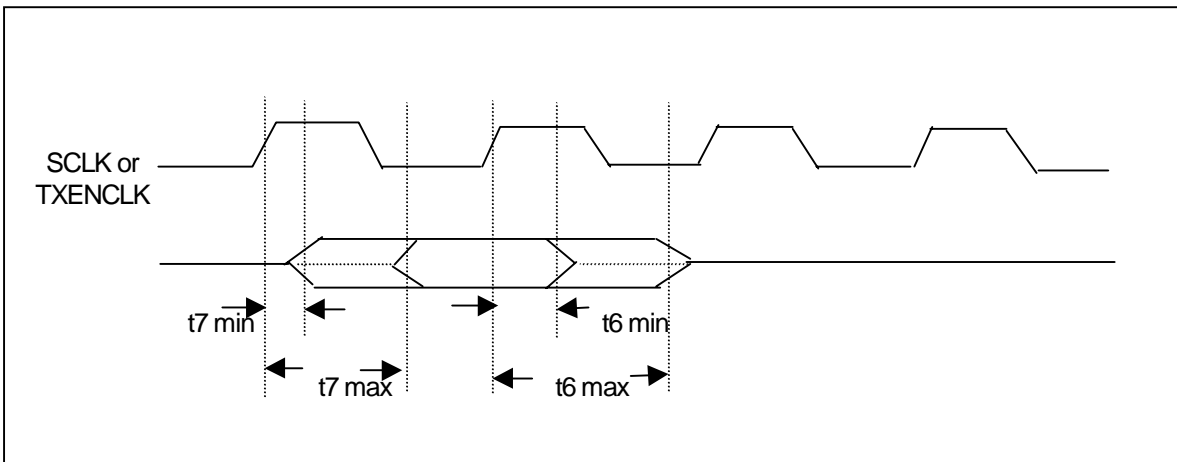 SCLK or
TXENCLK
t7 min
t6 min
t7 max
t6 max